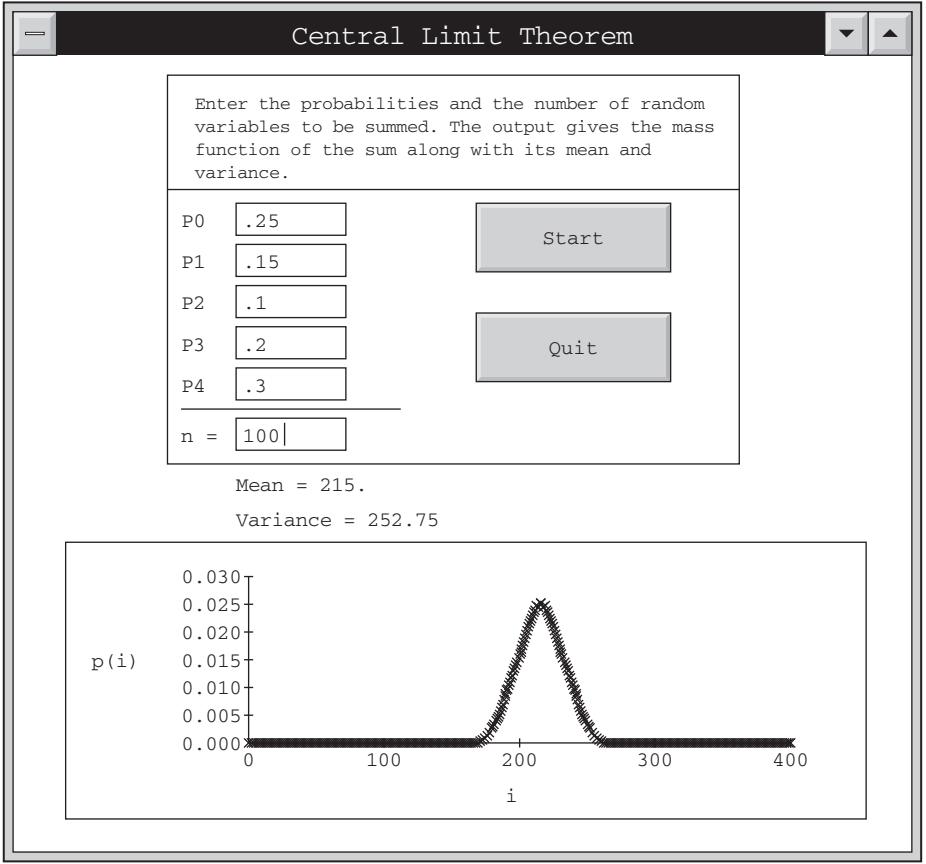 Central Limit Theorem
Enter the probabilities and the number of random
variables to be summed. The output gives the mass
function of the sum along with its mean and
variance.
P0 .25
P1 .15
P2 .1
P3 .2
P4 .3
n = 100
Start
Quit
Mean = 215.
Variance = 252.75
0.030
0.025
0.020
p(i) 0.015
0.010
0.005
0.000
0 100 200 300 400
i